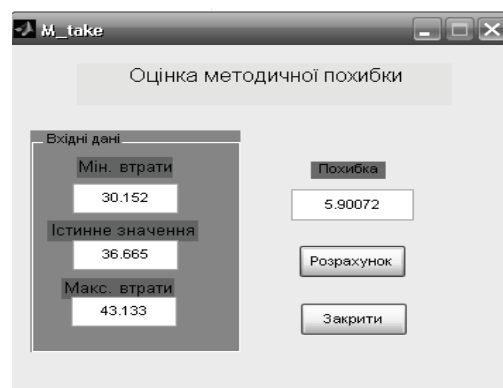 M_take
Оцінка методичної похибки
Вхідні дані
Мін. втрати
30.152
Істинне значення
36.665
Макс. втрати
43.133
Похибка
5.90072
Розрахунок
Закрити